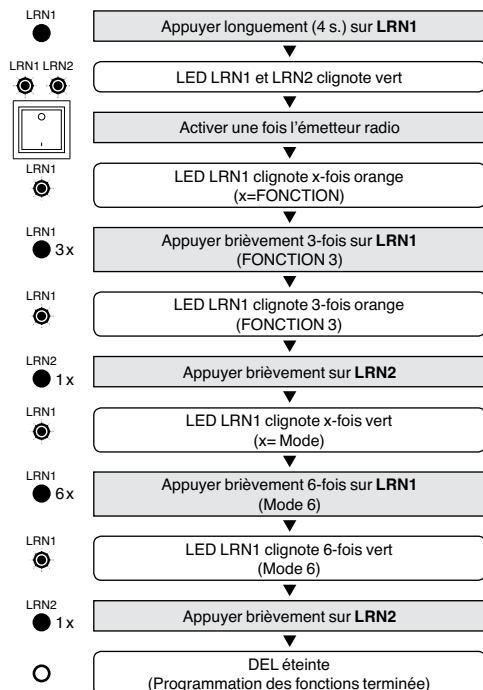 LRN1
Appuyer longuement (4 s.) sur LRN1
LRN1 LRN2
LED LRN1 et LRN2 clignote vert
Activer une fois l’émetteur radio
LRN1
LED LRN1 clignote x-fois orange
(x=FONCTION)
LRN1
3x
Appuyer brièvement 3-fois sur LRN1
(FONCTION 3)
LRN1
LED LRN1 clignote 3-fois orange
(FONCTION 3)
LRN2
1x
Appuyer brièvement sur LRN2
LRN1
LED LRN1 clignote x-fois vert
(x= Mode)
LRN1
6x
Appuyer brièvement 6-fois sur LRN1
(Mode 6)
LRN1
LED LRN1 clignote 6-fois vert
(Mode 6)
LRN2
1x
Appuyer brièvement sur LRN2
DEL éteinte
(Programmation des fonctions terminée)